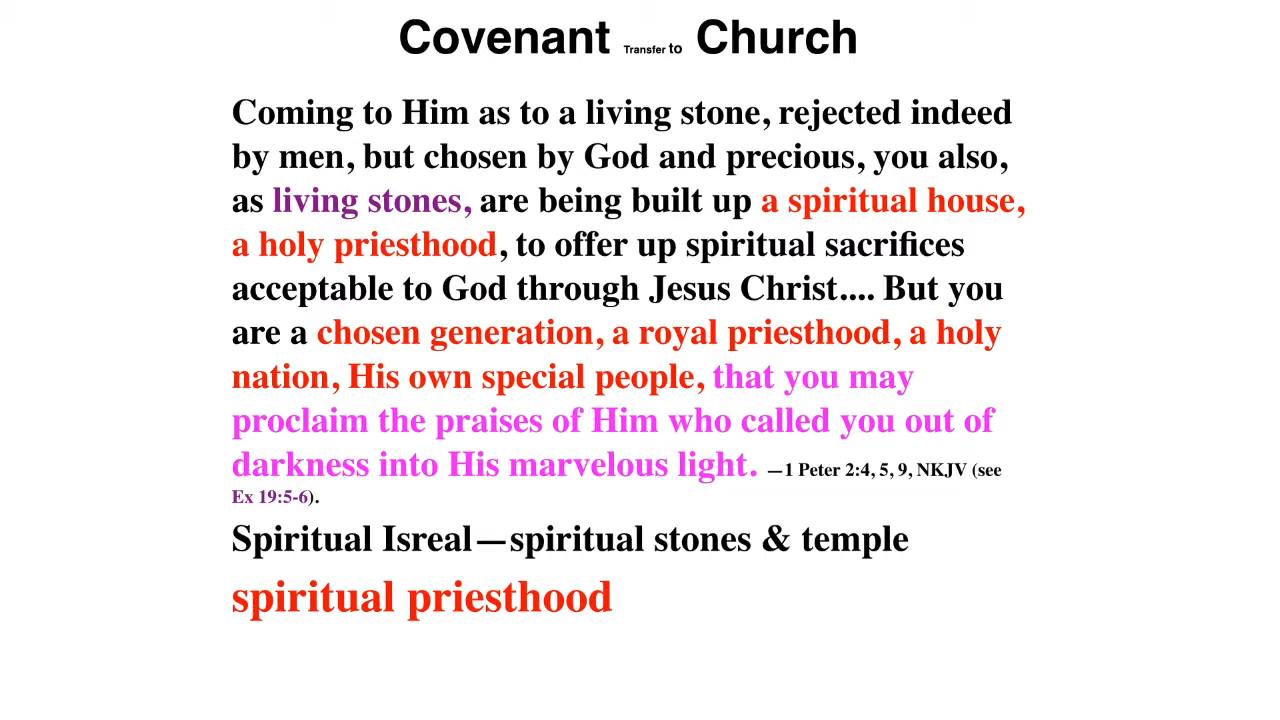 Covenant Transfer to Church
Coming to Him as to a living stone, rejected indeed
by men, but chosen by God and precious, you also,
as living stones, are being built up a spiritual house,
a holy priesthood, to offer up spiritual sacrifices
acceptable to God through Jesus Christ.... But you
are a chosen generation, a royal priesthood, a holy
nation, His own special people, that you may
proclaim the praises of Him who called you out of
darkness into His marvelous light. —1 Peter 2:4, 5, 9, NKJV (see
Ex 19:5-6).
Spiritual Isreal—spiritual stones & temple
spiritual priesthood